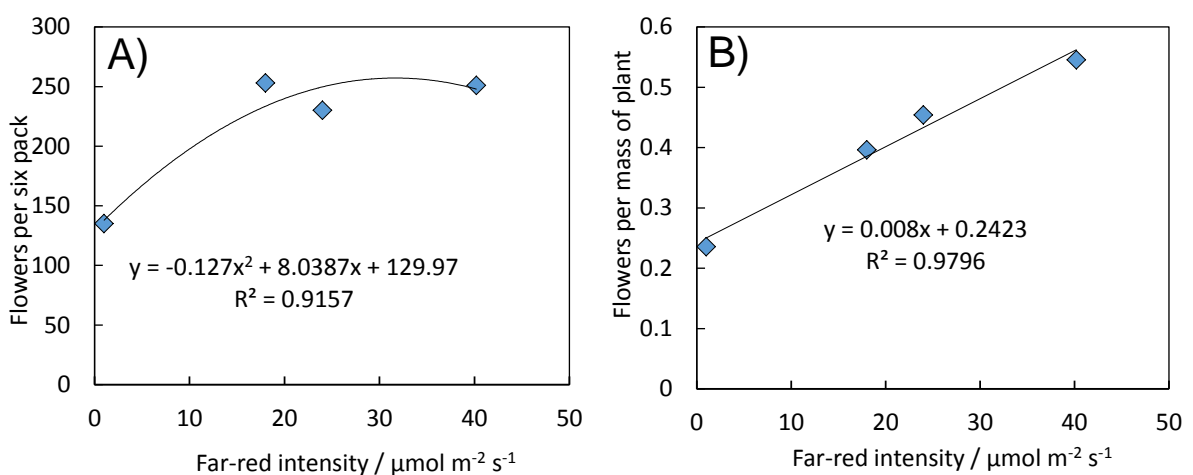 A)
Flowers per six pack
300
250
200
150
100
50
0
y = -0.127x² + 8.0387x + 129.97
R² = 0.9157
0 10 20 30 40 50
Far-red intensity / µmol m⁻² s⁻¹
B)
Flowers per mass of plant
0.6
0.5
0.4
0.3
0.2
0.1
0
y = 0.008x + 0.2423
R² = 0.9796
0 10 20 30 40 50
Far-red intensity / µmol m⁻² s⁻¹